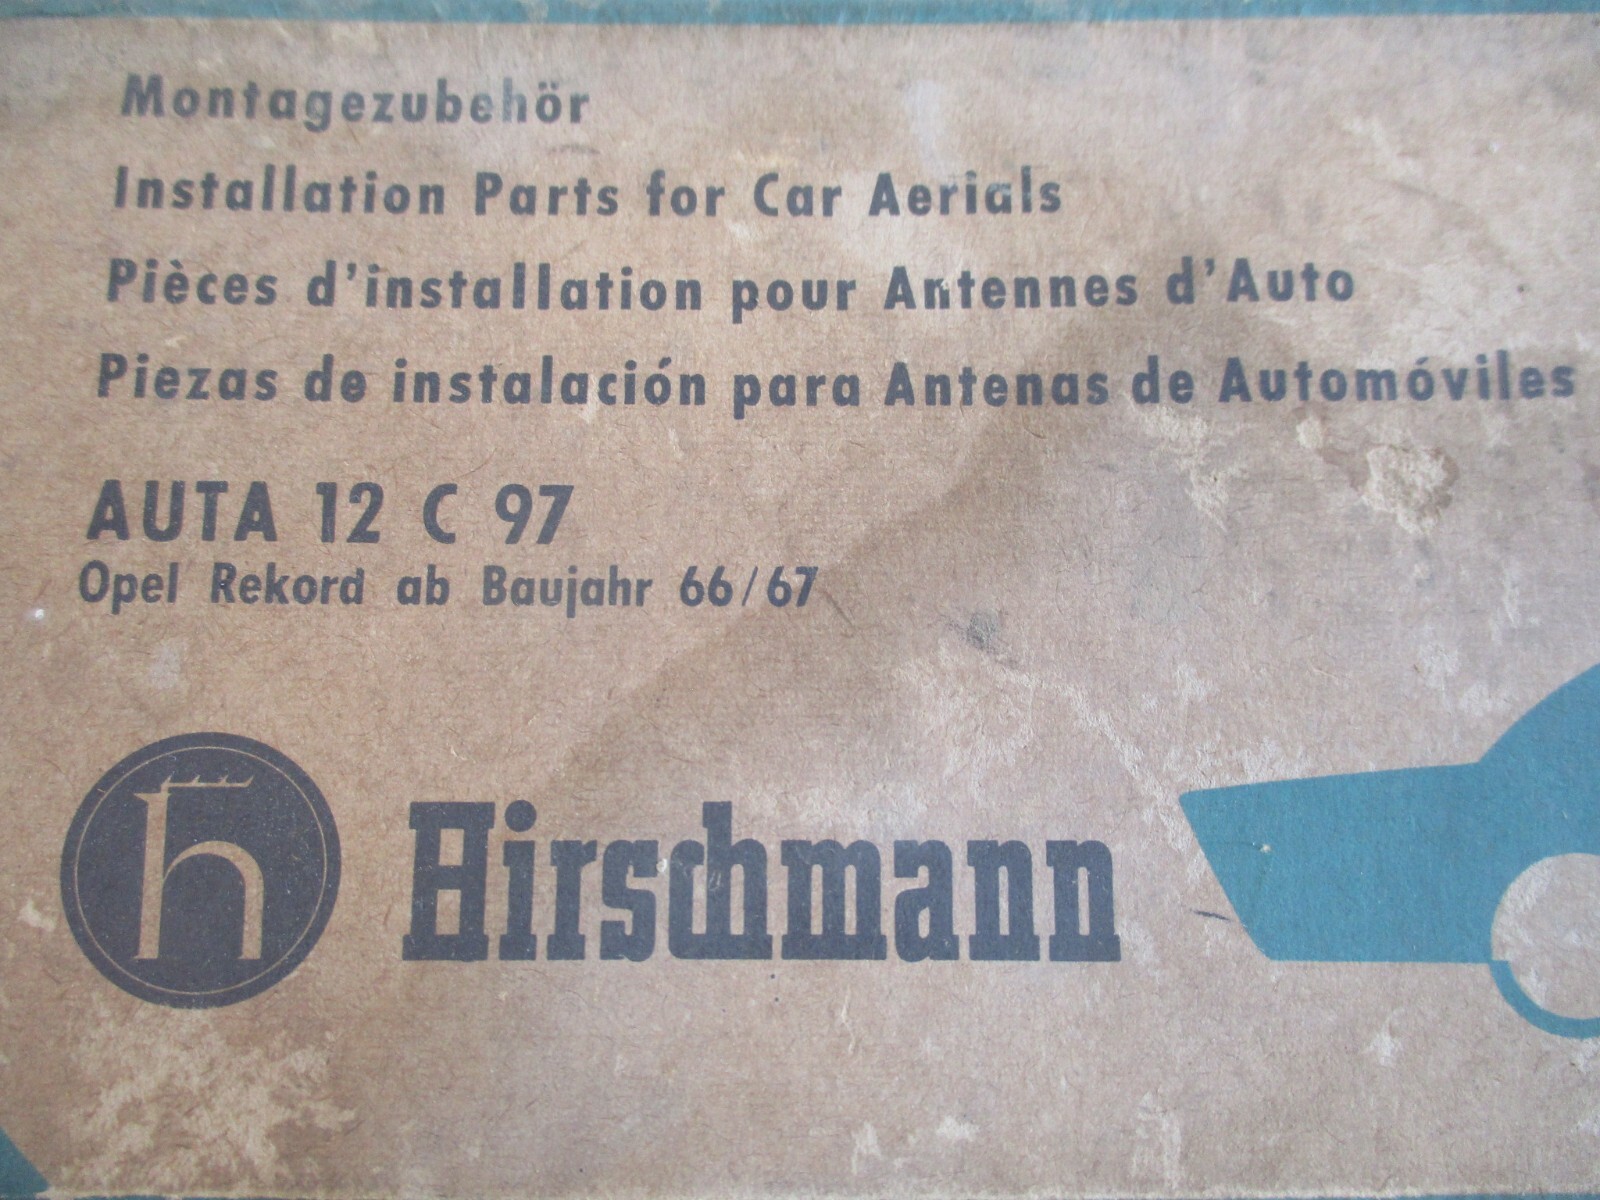 Montagezubehör
Installation Parts for Car Aerials
Pièces d'installation pour Antennes d'Auto
Piezas de instalación para Antenas de Automóviles
AUTA 12 C 97
Opel Rekord ab Baujahr 66/67
h Hirschmann